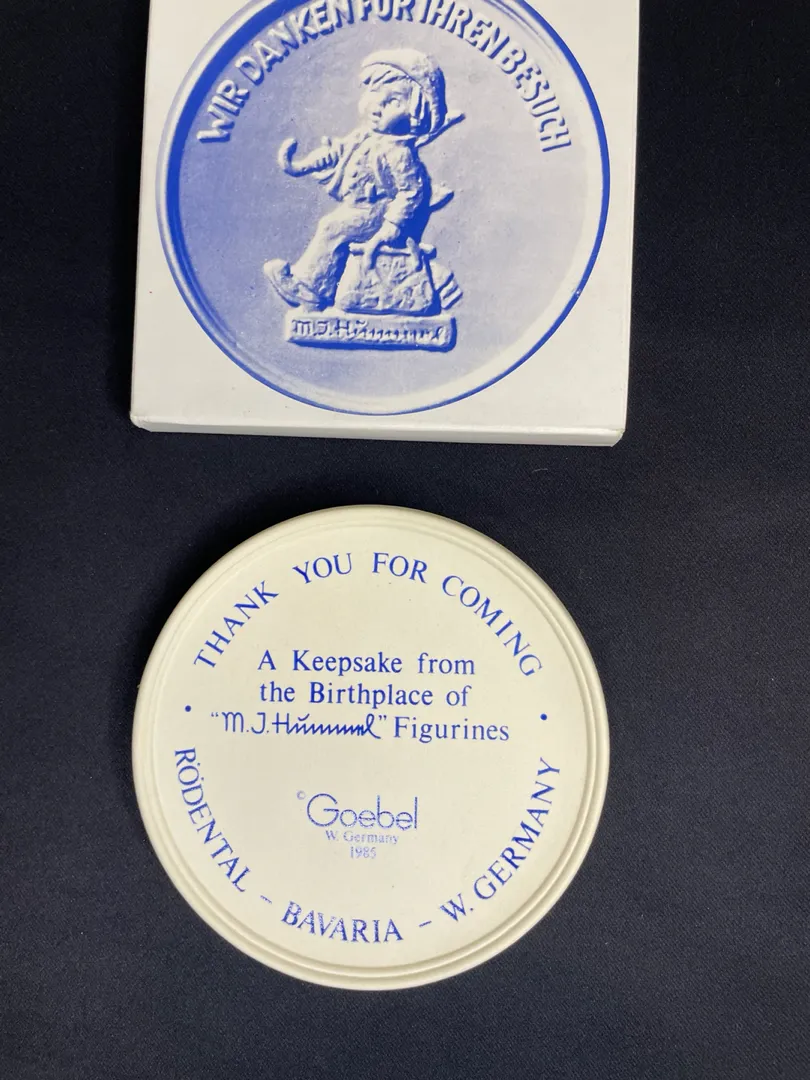 WIR DANKEN FÜR IHREN BESUCH
M.J.Hummel
THANK YOU FOR COMING
A Keepsake from
the Birthplace of
“M.J.Hummel” Figurines
© Goebel
W. Germany
1985
RÖDENTAL – BAVARIA – W. GERMANY